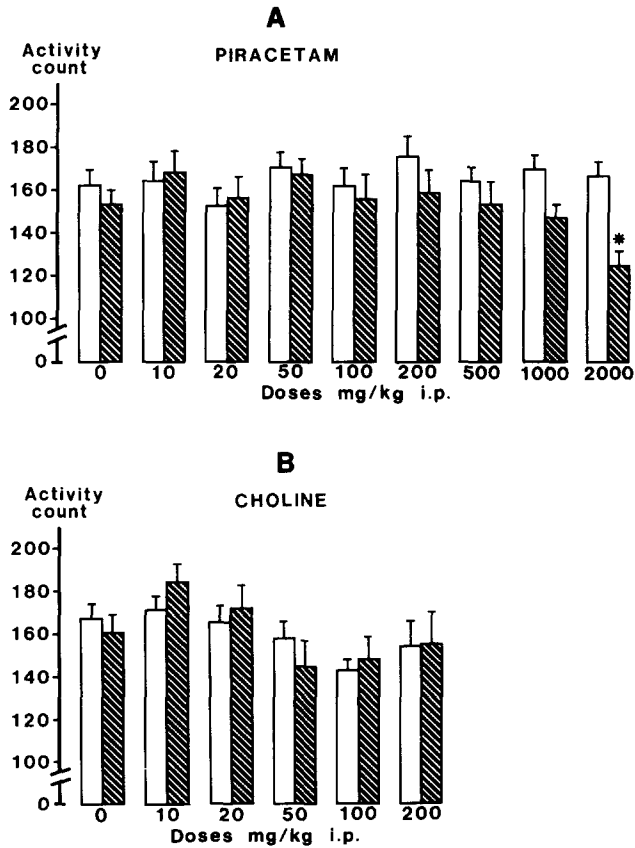 A
PIRACETAM
Activity
count
200
180
160
140
120
100
0
0 10 20 50 100 200 500 1000 2000
*
Doses mg/kg i.p.
B
CHOLINE
Activity
count
200
180
160
140
120
100
0
0 10 20 50 100 200
Doses mg/kg i.p.